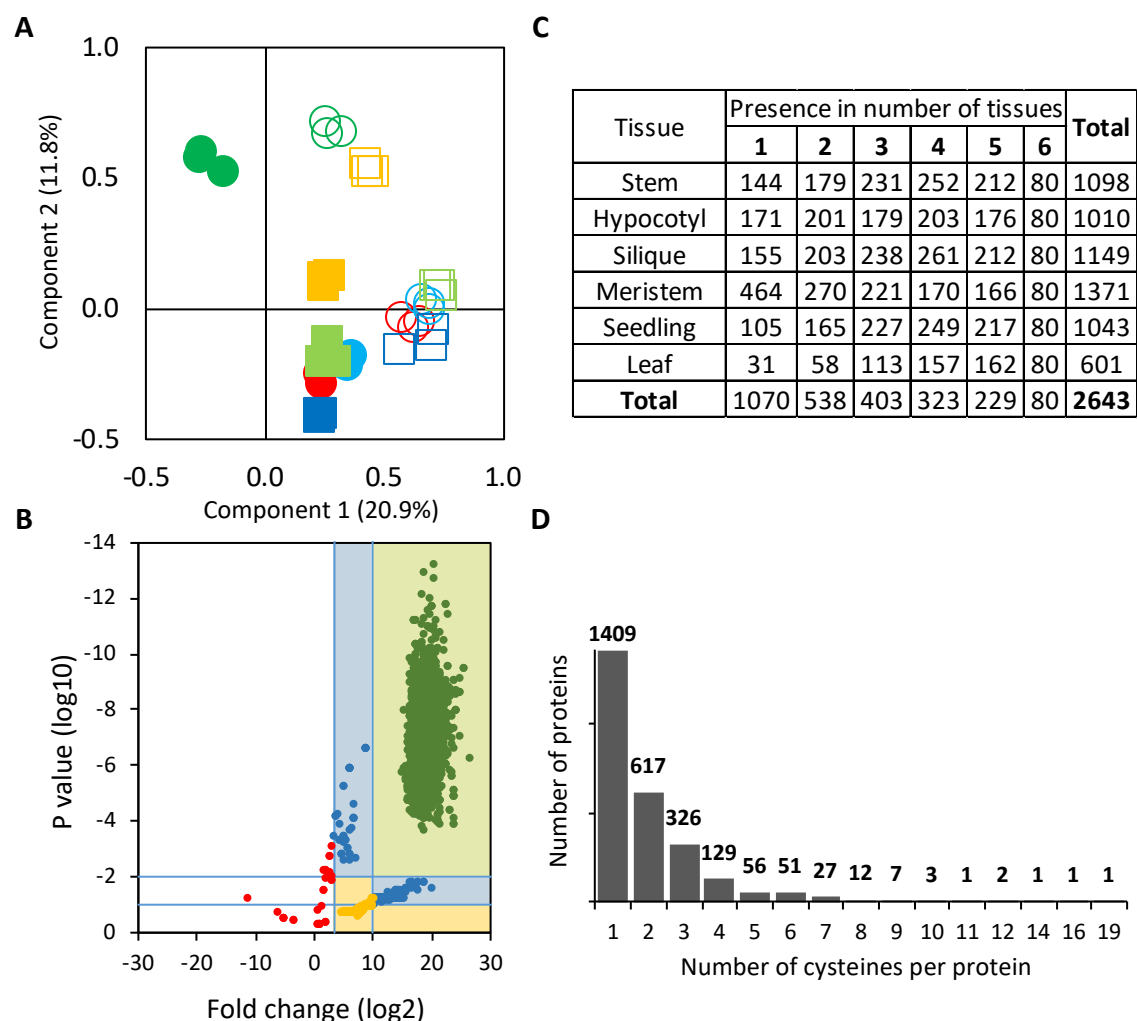 A
1.0
0.5
0.0
-0.5
-0.5 0.0 0.5 1.0
Component 2 (11.8%)
Component 1 (20.9%)
C
Tissue Presence in number of tissues Total
1 2 3 4 5 6
Stem 144 179 231 252 212 80 1098
Hypocotyl 171 201 179 203 176 80 1010
Silique 155 203 238 261 212 80 1149
Meristem 464 270 221 170 166 80 1371
Seedling 105 165 227 249 217 80 1043
Leaf 31 58 113 157 162 80 601
Total 1070 538 403 323 229 80 2643
B
-14
-12
-10
-8
-6
-4
-2
0
-30 -20 -10 0 10 20 30
P value (log10)
Fold change (log2)
D
Number of proteins
1409
617
326
129
56 51 27 12 7 3 1 2 1 1 1
1 2 3 4 5 6 7 8 9 10 11 12 14 16 19
Number of cysteines per protein